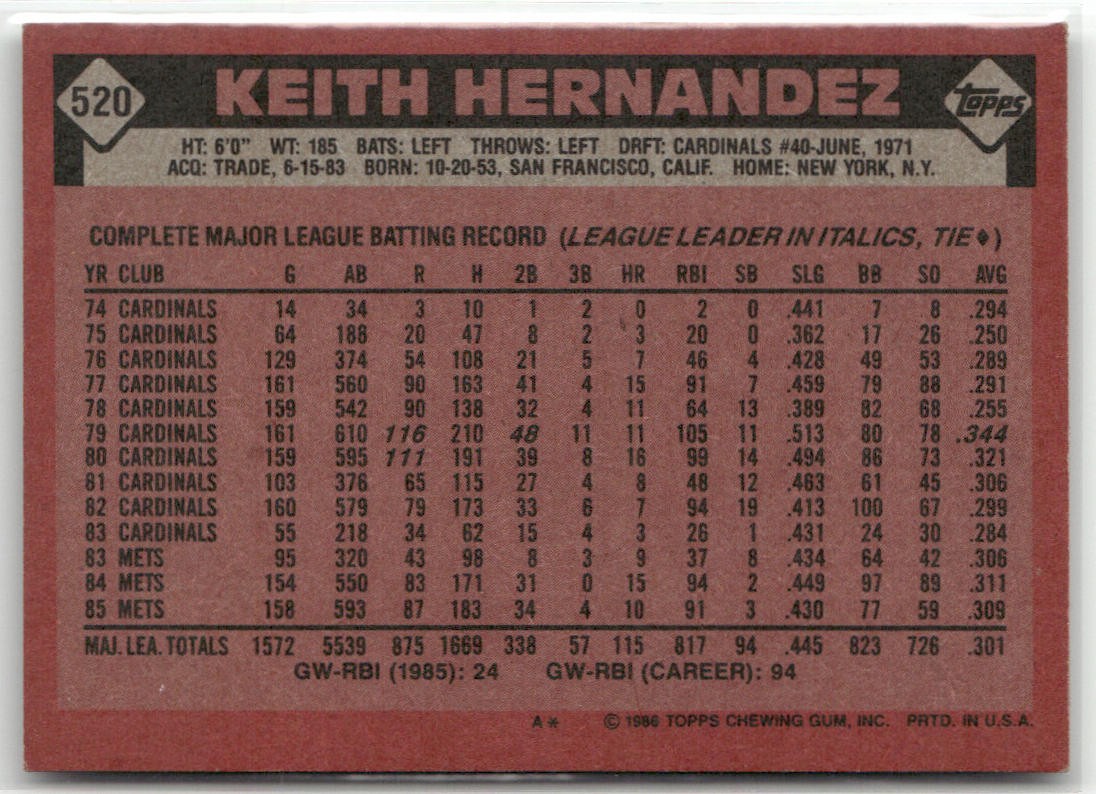 520 KEITH HERNANDEZ topps
HT: 6'0" WT: 185 BATS: LEFT THROWS: LEFT DRFT: CARDINALS #40-JUNE, 1971
ACQ: TRADE, 6-15-83 BORN: 10-20-53, SAN FRANCISCO, CALIF. HOME: NEW YORK, N.Y.
COMPLETE MAJOR LEAGUE BATTING RECORD (LEAGUE LEADER IN ITALICS, TIE♦)
YR CLUB G AB R H 2B 3B HR RBI SB SLG BB SO AVG
74 CARDINALS 14 34 3 10 1 2 0 2 0 .441 7 8 .294
75 CARDINALS 64 188 20 47 8 2 3 20 0 .362 17 26 .250
76 CARDINALS 129 374 54 108 21 5 7 46 4 .428 49 53 .289
77 CARDINALS 161 560 90 163 41 4 15 91 7 .459 79 88 .291
78 CARDINALS 159 542 90 138 32 4 11 64 13 .389 82 68 .255
79 CARDINALS 161 610 116 210 48 11 11 105 11 .513 80 78 .344
80 CARDINALS 159 595 111 191 39 8 16 99 14 .494 86 73 .321
81 CARDINALS 103 376 65 115 27 4 8 48 12 .463 61 45 .306
82 CARDINALS 160 579 79 173 33 6 7 94 19 .413 100 67 .299
83 CARDINALS 55 218 34 62 15 4 3 26 1 .431 24 30 .284
83 METS 95 320 43 98 8 3 9 37 8 .434 64 42 .306
84 METS 154 550 83 171 31 0 15 94 2 .449 97 89 .311
85 METS 158 593 87 183 34 4 10 91 3 .430 77 59 .309
MAJ. LEA. TOTALS 1572 5539 875 1669 338 57 115 817 94 .445 823 726 .301
GW-RBI (1985): 24 GW-RBI (CAREER): 94
A* © 1986 TOPPS CHEWING GUM, INC. PRTD. IN U.S.A.